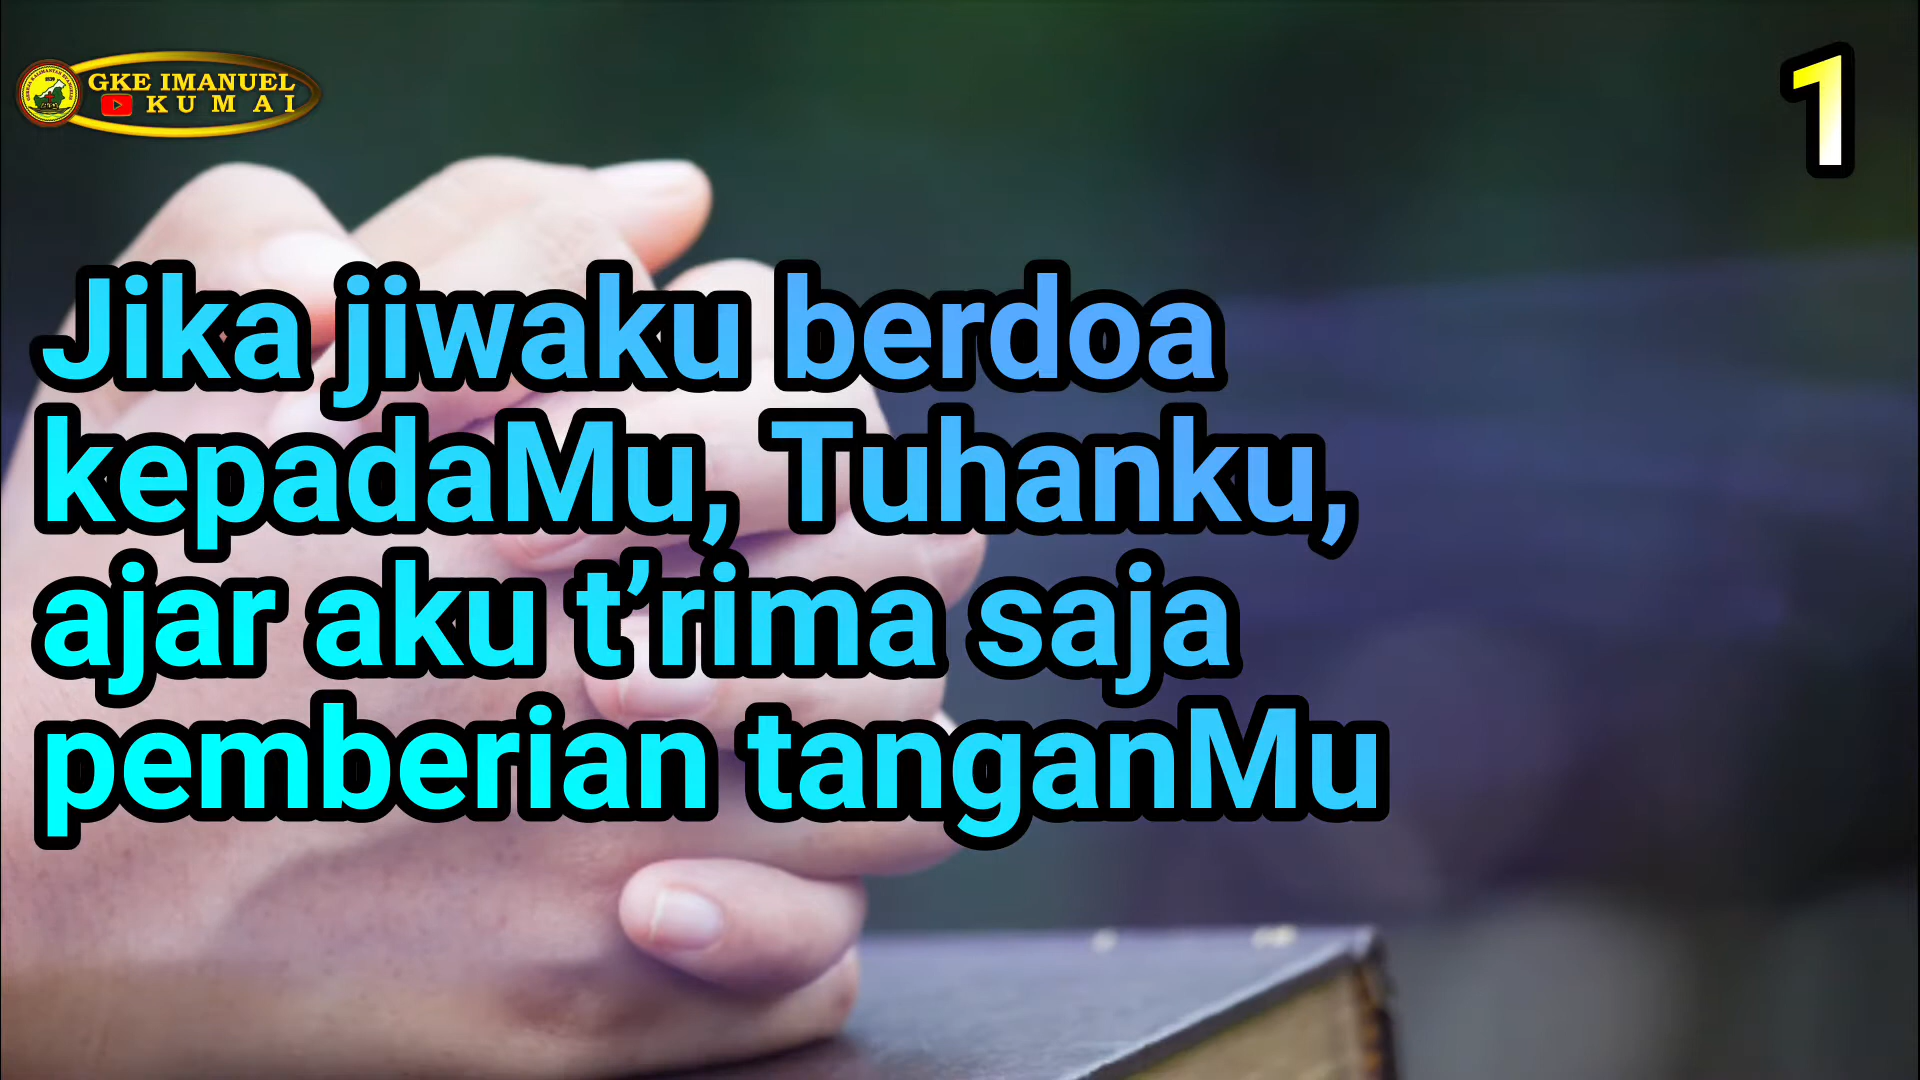 GKE IMANUEL
KUMAI
1
Jika jiwaku berdoa
kepadaMu, Tuhanku,
ajar aku t’rima saja
pemberian tanganMu